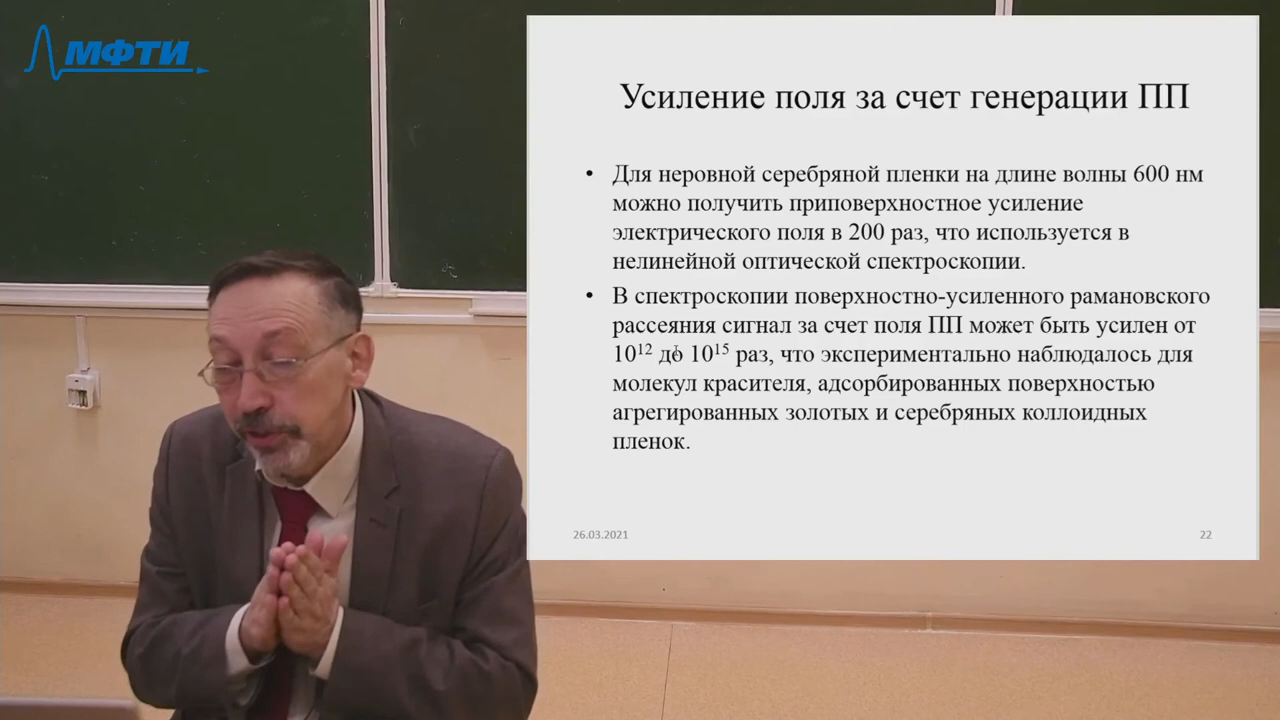 МФТИ
Усиление поля за счет генерации ПП
• Для неровной серебряной пленки на длине волны 600 нм
можно получить приповерхностное усиление
электрического поля в 200 раз, что используется в
нелинейной оптической спектроскопии.
• В спектроскопии поверхностно-усиленного рамановского
рассеяния сигнал за счет поля ПП может быть усилен от
10¹² до 10¹⁵ раз, что экспериментально наблюдалось для
молекул красителя, адсорбированных поверхностью
агрегированных золотых и серебряных коллоидных
пленок.
26.03.2021
22